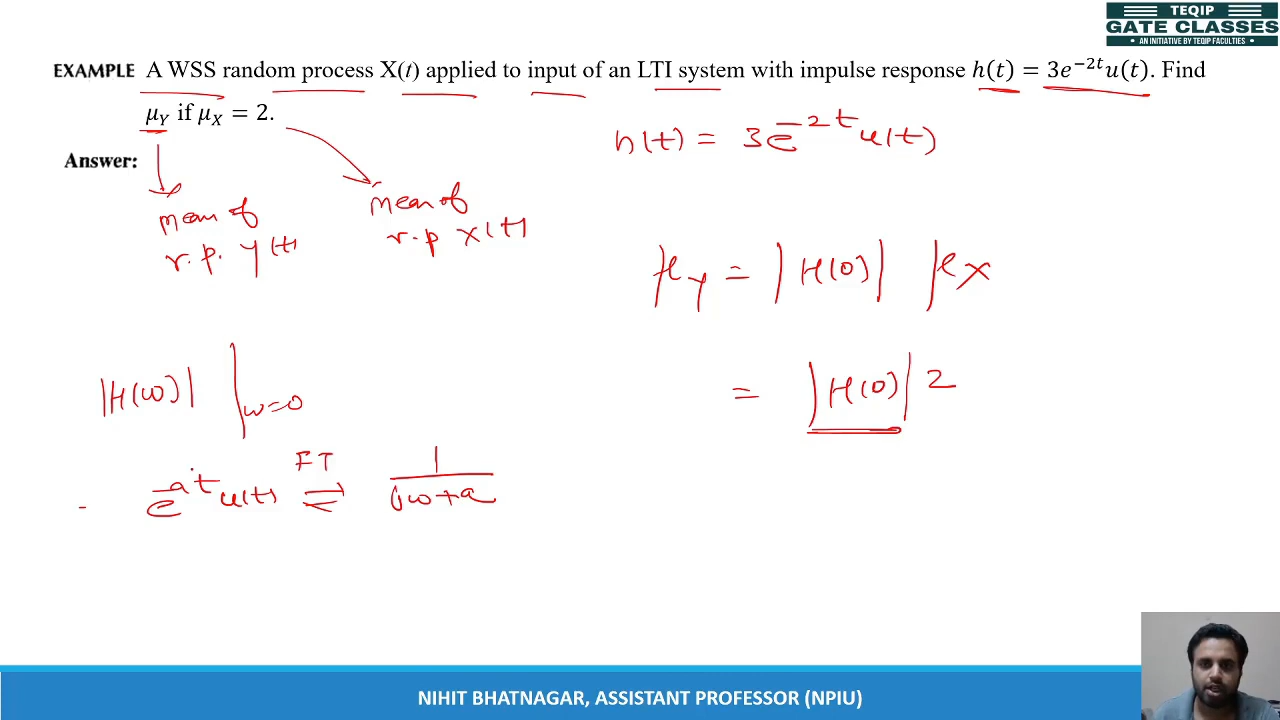 TEQIP
GATE CLASSES
• AN INITIATIVE BY TEQIP FACULTIES •
EXAMPLE A WSS random process X(t) applied to input of an LTI system with impulse response h(t) = 3e^{-2t}u(t). Find
μ_Y if μ_X = 2.
Answer:
h(t) = 3e^{-2t}u(t)
mean of
r.p. Y(t)
mean of
r.p X(t)
μ_Y = |H(0)| μ_X
= |H(0)| 2
|H(ω)| |_{ω=0}
e^{-at}u(t) ⇌ FT 1/(jω+a)
NIHIT BHATNAGAR, ASSISTANT PROFESSOR (NPIU)